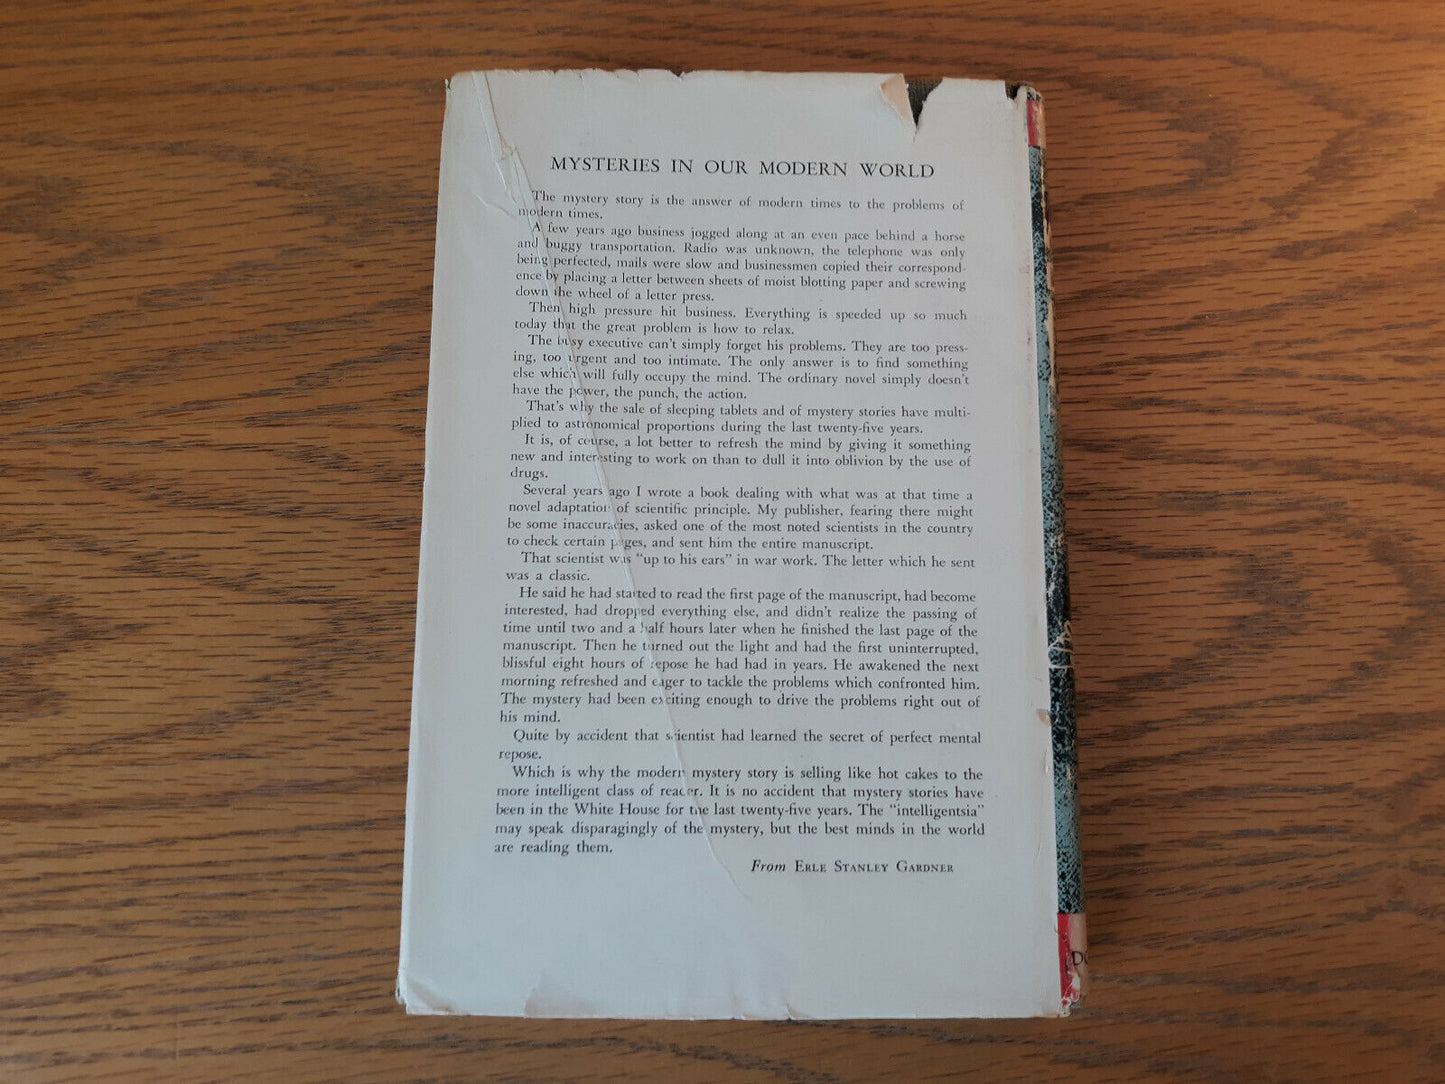 MYSTERIES IN OUR MODERN WORLD
The mystery story is the answer of modern times to the problems of
modern times.
A few years ago business jogged along at an even pace behind a horse
and buggy transportation. Radio was unknown, the telephone was only
being perfected, mails were slow and businessmen copied their correspond-
ence by placing a letter between sheets of moist blotting paper and screwing
down the wheel of a letter press.
Then high pressure hit business. Everything is speeded up so much
today that the great problem is how to relax.
The busy executive can't simply forget his problems. They are too press-
ing, too urgent and too intimate. The only answer is to find something
else which will fully occupy the mind. The ordinary novel simply doesn't
have the power, the punch, the action.
That's why the sale of sleeping tablets and of mystery stories have multi-
plied to astronomical proportions during the last twenty-five years.
It is, of course, a lot better to refresh the mind by giving it something
new and interesting to work on than to dull it into oblivion by the use of
drugs.
Several years ago I wrote a book dealing with what was at that time a
novel adaptation of scientific principle. My publisher, fearing there might
be some inaccuracies, asked one of the most noted scientists in the country
to check certain pages, and sent him the entire manuscript.
That scientist was "up to his ears" in war work. The letter which he sent
was a classic.
He said he had started to read the first page of the manuscript, had become
interested, had dropped everything else, and didn't realize the passing of
time until two and a half hours later when he finished the last page of the
manuscript. Then he turned out the light and had the first uninterrupted,
blissful eight hours of repose he had had in years. He awakened the next
morning refreshed and eager to tackle the problems which confronted him.
The mystery had been exciting enough to drive the problems right out of
his mind.
Quite by accident that scientist had learned the secret of perfect mental
repose.
Which is why the modern mystery story is selling like hot cakes to the
more intelligent class of reader. It is no accident that mystery stories have
been in the White House for the last twenty-five years. The "intelligentsia"
may speak disparagingly of the mystery, but the best minds in the world
are reading them.
From ERLE STANLEY GARDNER